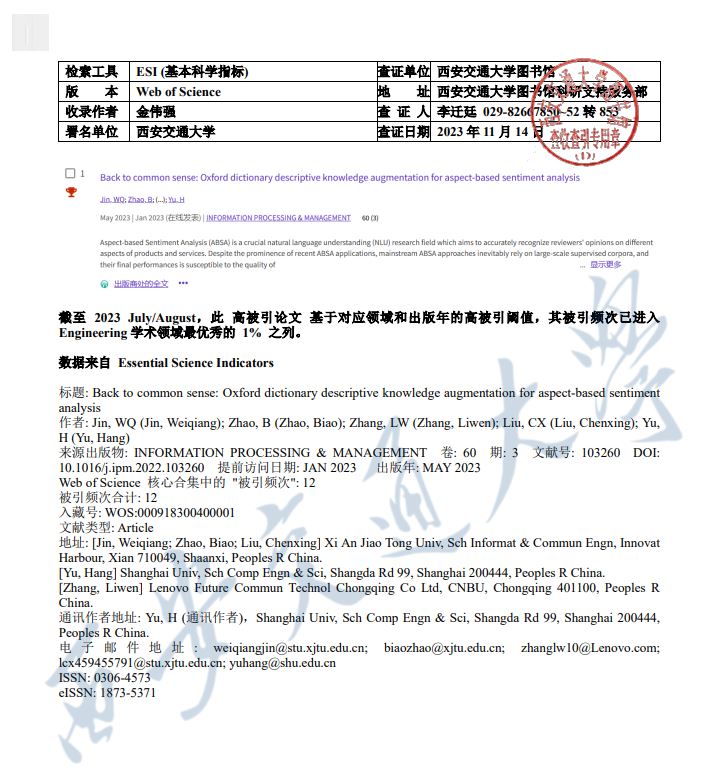 检索工具 ESI (基本科学指标) 查证单位 西安交通大学图书馆
版 本 Web of Science 地 址 西安交通大学图书馆科研支持服务部
收录作者 金伟强 查 证 人 李迁廷 029-82667850-52 转 853
署名单位 西安交通大学 查证日期 2023 年 11 月 14 日
1 Back to common sense: Oxford dictionary descriptive knowledge augmentation for aspect-based sentiment analysis
Jin, WQ; Zhao, B; (...); Yu, H
May 2023 | Jan 2023 (在线发表) | INFORMATION PROCESSING & MANAGEMENT 60 (3)
Aspect-based Sentiment Analysis (ABSA) is a crucial natural language understanding (NLU) research field which aims to accurately recognize reviewers' opinions on different
aspects of products and services. Despite the prominence of recent ABSA applications, mainstream ABSA approaches inevitably rely on large-scale supervised corpora, and
their final performances is susceptible to the quality of ... 显示更多
出版商处的全文 •••
截至 2023 July/August，此 高被引论文 基于对应领域和出版年的高被引阈值，其被引频次已进入
Engineering 学术领域最优秀的 1% 之列。
数据来自 Essential Science Indicators
标题: Back to common sense: Oxford dictionary descriptive knowledge augmentation for aspect-based sentiment
analysis
作者: Jin, WQ (Jin, Weiqiang); Zhao, B (Zhao, Biao); Zhang, LW (Zhang, Liwen); Liu, CX (Liu, Chenxing); Yu,
H (Yu, Hang)
来源出版物: INFORMATION PROCESSING & MANAGEMENT 卷: 60 期: 3 文献号: 103260 DOI:
10.1016/j.ipm.2022.103260 提前访问日期: JAN 2023 出版年: MAY 2023
Web of Science 核心合集中的 "被引频次": 12
被引频次合计: 12
入藏号: WOS:000918300400001
文献类型: Article
地址: [Jin, Weiqiang; Zhao, Biao; Liu, Chenxing] Xi An Jiao Tong Univ, Sch Informat & Commun Engn, Innovat
Harbour, Xian 710049, Shaanxi, Peoples R China.
[Yu, Hang] Shanghai Univ, Sch Comp Engn & Sci, Shangda Rd 99, Shanghai 200444, Peoples R China.
[Zhang, Liwen] Lenovo Future Commun Technol Chongqing Co Ltd, CNBU, Chongqing 401100, Peoples R
China.
通讯作者地址: Yu, H (通讯作者)，Shanghai Univ, Sch Comp Engn & Sci, Shangda Rd 99, Shanghai 200444,
Peoples R China.
电 子 邮 件 地 址 : weiqiangjin@stu.xjtu.edu.cn; biaozhao@xjtu.edu.cn; zhanglw10@Lenovo.com;
lcx459455791@stu.xjtu.edu.cn; yuhang@shu.edu.cn
ISSN: 0306-4573
eISSN: 1873-5371